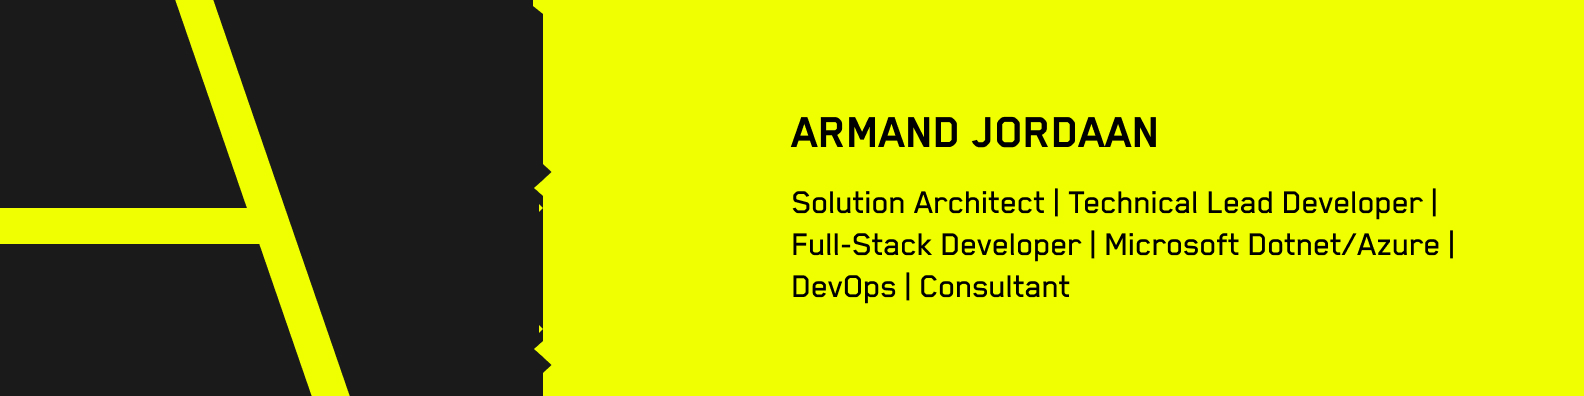 ARMAND JORDAAN
Solution Architect | Technical Lead Developer |
Full-Stack Developer | Microsoft Dotnet/Azure |
DevOps | Consultant